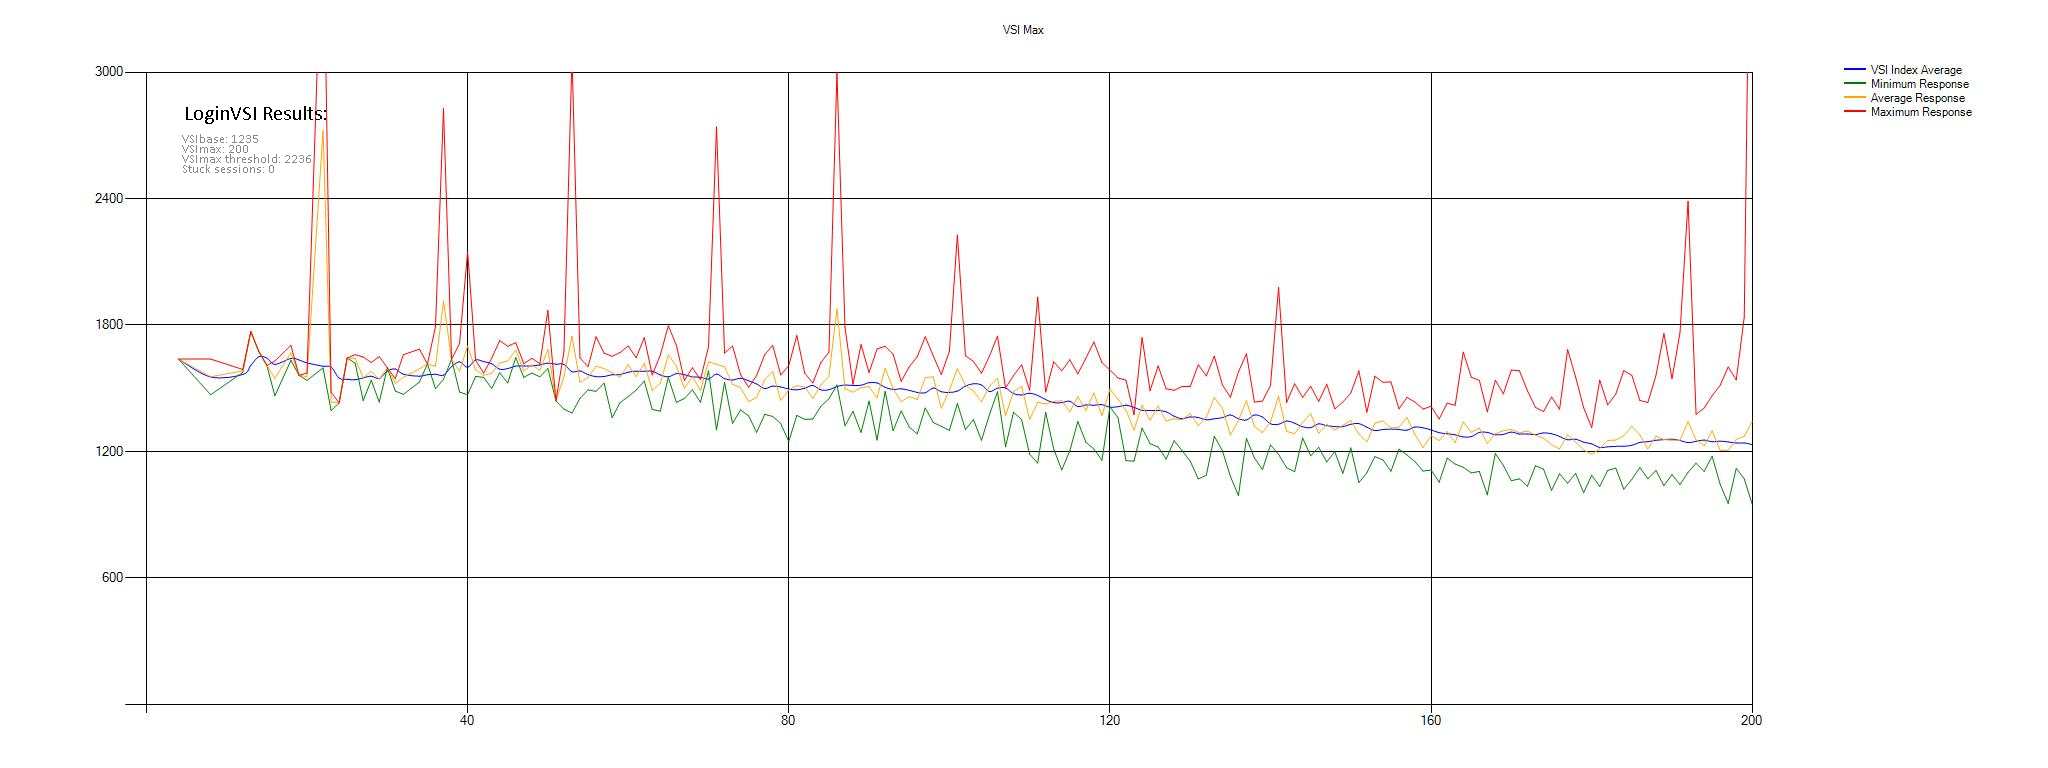 VSI Max
3000
2400
1800
1200
600
40
80
120
160
200
LoginVSI Results:
VSIbase: 1235
VSImax: 200
VSImax threshold: 2236
Stuck sessions: 0
VSI Index Average
Minimum Response
Average Response
Maximum Response